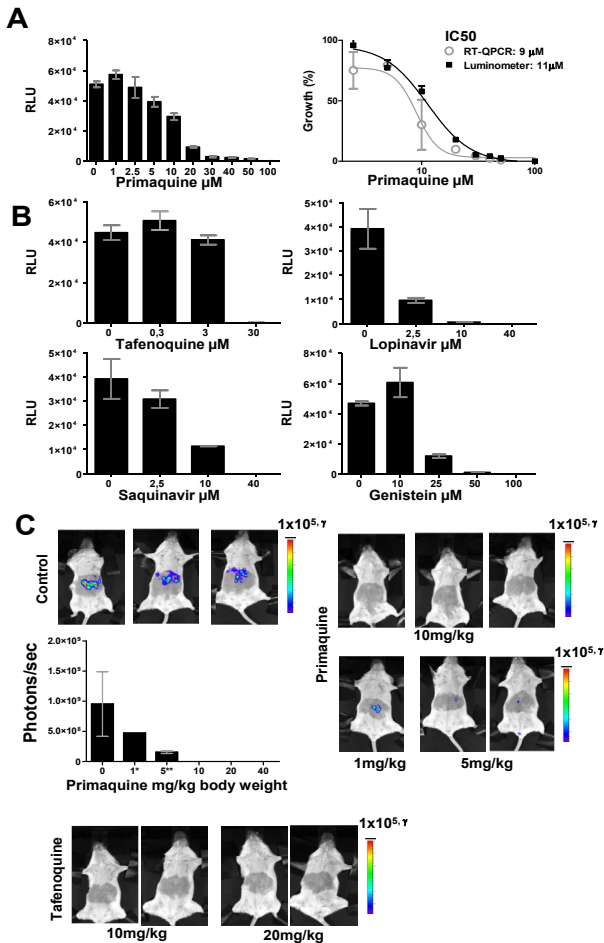 A
6×10⁴
4×10⁴
2×10⁴
0
RLU
0 1 2.5 5 10 20 30 40 50 100
Primaquine µM
IC50
RT-QPCR: 9 µM
Luminometer: 11µM
100
50
0
Growth (%)
10 100
Primaquine µM
B
6×10⁴
4×10⁴
2×10⁴
0
RLU
0 0,3 3 30
Tafenoquine µM
5×10⁴
4×10⁴
3×10⁴
2×10⁴
1×10⁴
0
RLU
0 2,5 10 40
Lopinavir µM
5×10⁴
4×10⁴
3×10⁴
2×10⁴
1×10⁴
0
RLU
0 2,5 10 40
Saquinavir µM
8×10⁴
6×10⁴
4×10⁴
2×10⁴
0
RLU
0 10 25 50 100
Genistein µM
C
Control
1x10⁵,ᵞ
2.0×10⁹
1.5×10⁹
1.0×10⁹
5.0×10⁸
0
Photons/sec
0 1* 5** 10 20 40
Primaquine mg/kg body weight
Primaquine
1x10⁵,ᵞ
10mg/kg
1x10⁵,ᵞ
1mg/kg 5mg/kg
Tafenoquine
1x10⁵,ᵞ
10mg/kg 20mg/kg